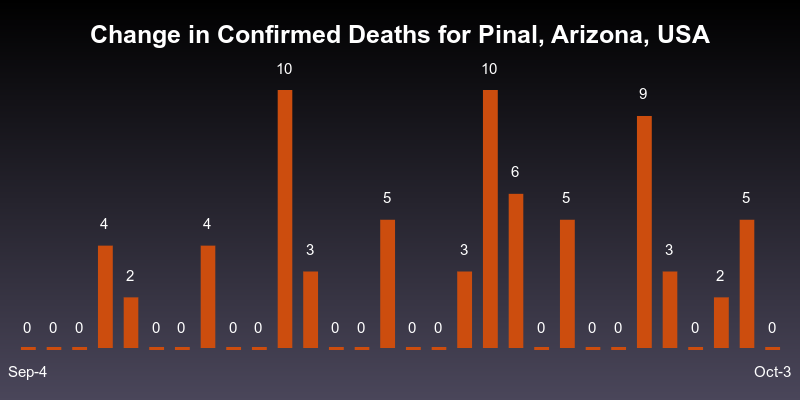 Change in Confirmed Deaths for Pinal, Arizona, USA
0 0 0 4 2 0 0 4 0 0 10 3 0 0 5 0 0 3 10 6 0 5 0 0 9 3 0 2 5 0
Sep-4 Oct-3